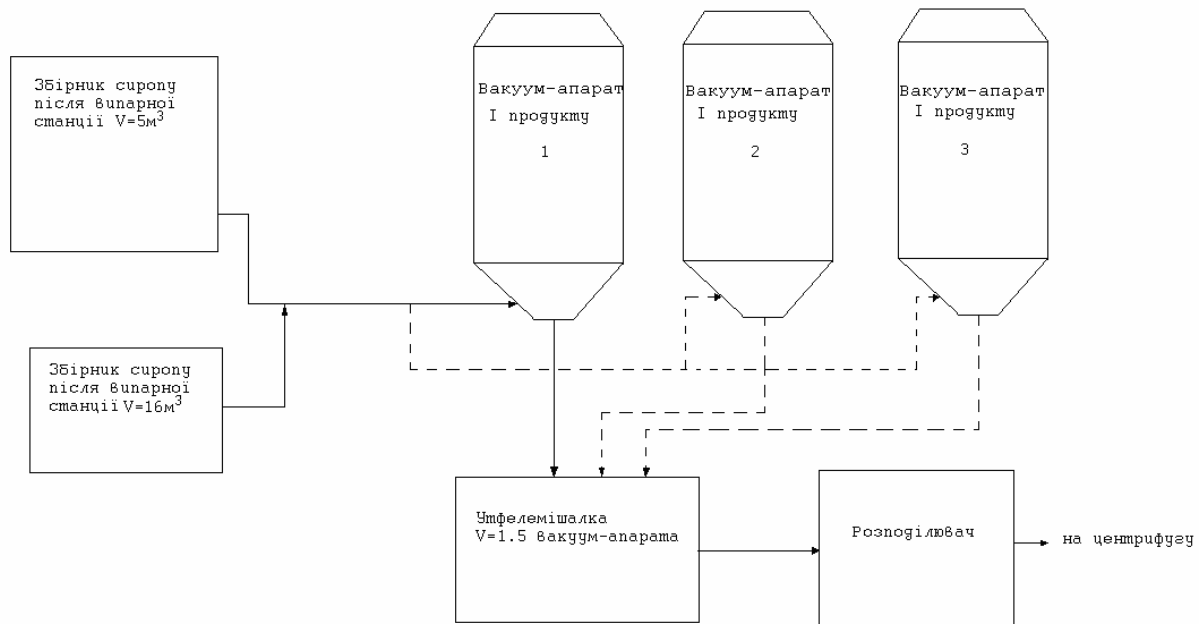 Збірник сиропу
після випарної
станції V=5м³
Вакуум-апарат
І продукту
1
Вакуум-апарат
І продукту
2
Вакуум-апарат
І продукту
3
Збірник сиропу
після випарної
станції V=16м³
Утфелемішалка
V=1.5 вакуум-апарата
Розподілювач
на центрифугу